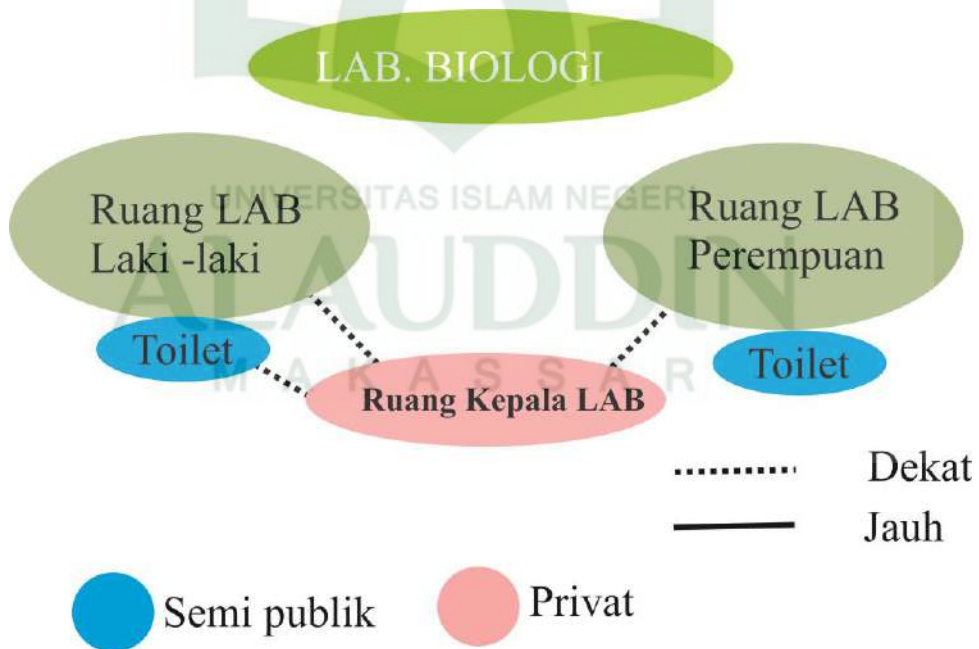 LAB. BIOLOGI
Ruang LAB
Laki -laki
UNIVERSITAS ISLAM NEGERI
Ruang LAB
Perempuan
ALAUDDIN
Toilet
MAKASSAR
Toilet
Ruang Kepala LAB
Dekat
Jauh
Semi publik
Privat